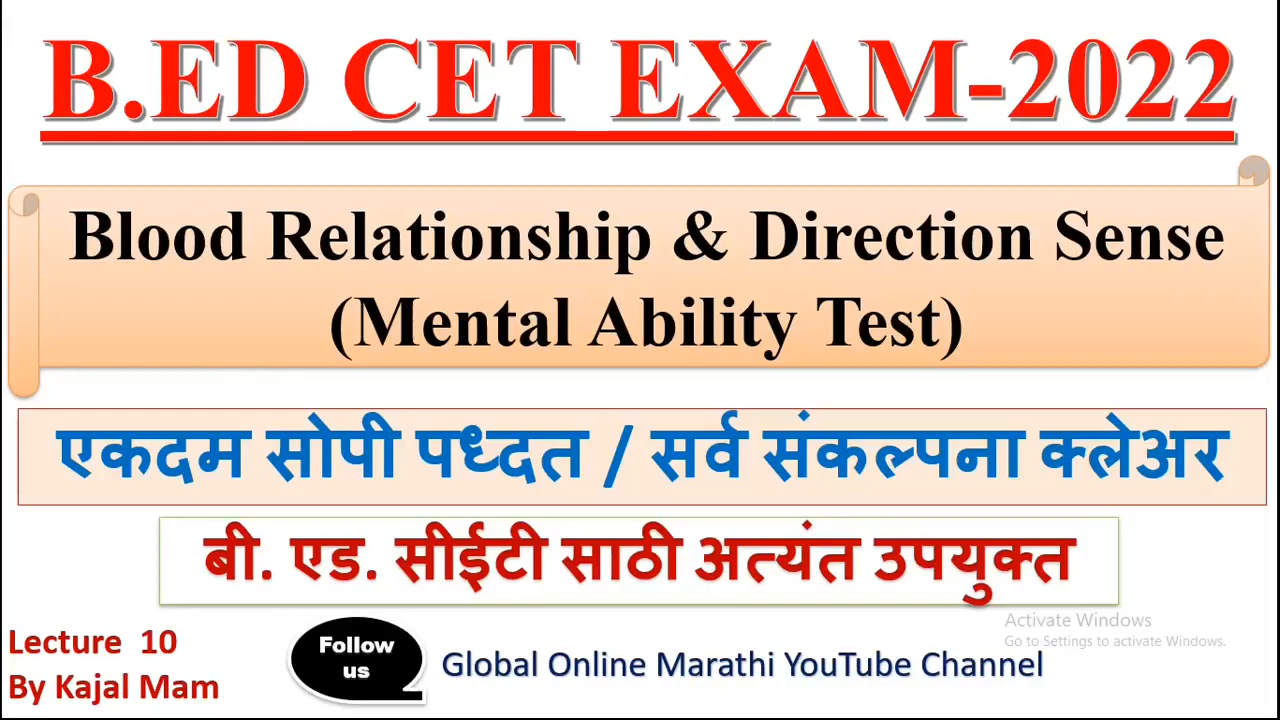 B.ED CET EXAM-2022
Blood Relationship & Direction Sense
(Mental Ability Test)
एकदम सोपी पध्दत / सर्व संकल्पना क्लेअर
बी. एड. सीईटी साठी अत्यंत उपयुक्त
Activate Windows
Go to Settings to activate Windows.
Lecture 10
By Kajal Mam
Follow
us
Global Online Marathi YouTube Channel